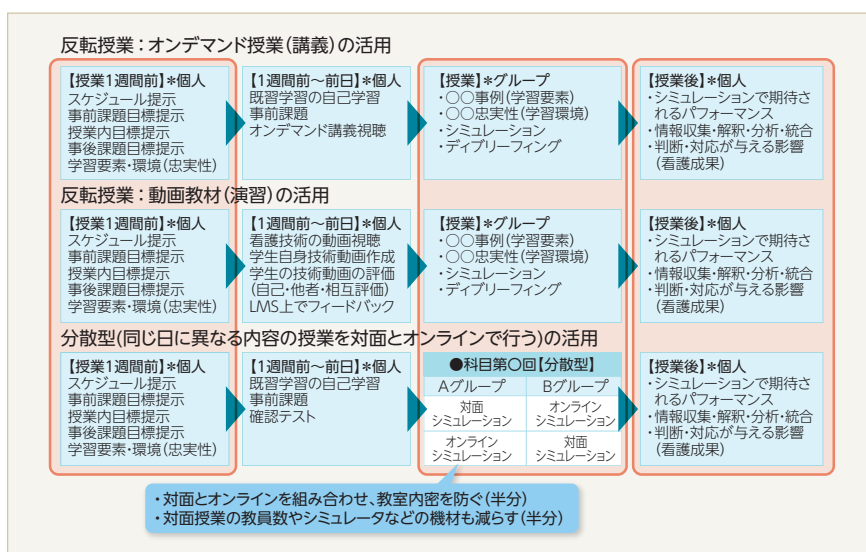 反転授業：オンデマンド授業(講義)の活用
【授業1週間前】＊個人
スケジュール提示
事前課題目標提示
授業内目標提示
事後課題目標提示
学習要素・環境(忠実性)
【1週間前～前日】＊個人
既習学習の自己学習
事前課題
オンデマンド講義視聴
【授業】＊グループ
・○○事例(学習要素)
・○○忠実性(学習環境)
・シミュレーション
・ディブリーフィング
【授業後】＊個人
・シミュレーションで期待さ
れるパフォーマンス
・情報収集・解釈・分析・統合
・判断・対応が与える影響
(看護成果)
反転授業：動画教材(演習)の活用
【授業1週間前】＊個人
スケジュール提示
事前課題目標提示
授業内目標提示
事後課題目標提示
学習要素・環境(忠実性)
【1週間前～前日】＊個人
看護技術の動画視聴
学生自身技術動画作成
学生の技術動画の評価
(自己・他者・相互評価)
LMS上でフィードバック
【授業】＊グループ
・○○事例(学習要素)
・○○忠実性(学習環境)
・シミュレーション
・ディブリーフィング
【授業後】＊個人
・シミュレーションで期待さ
れるパフォーマンス
・情報収集・解釈・分析・統合
・判断・対応が与える影響
(看護成果)
分散型(同じ日に異なる内容の授業を対面とオンラインで行う)の活用
【授業1週間前】＊個人
スケジュール提示
事前課題目標提示
授業内目標提示
事後課題目標提示
学習要素・環境(忠実性)
【1週間前～前日】＊個人
既習学習の自己学習
事前課題
確認テスト
●科目第○回【分散型】
Aグループ
Bグループ
対面
シミュレーション
オンライン
シミュレーション
オンライン
シミュレーション
対面
シミュレーション
【授業後】＊個人
・シミュレーションで期待さ
れるパフォーマンス
・情報収集・解釈・分析・統合
・判断・対応が与える影響
(看護成果)
・対面とオンラインを組み合わせ、教室内密を防ぐ(半分)
・対面授業の教員数やシミュレータなどの機材も減らす(半分)